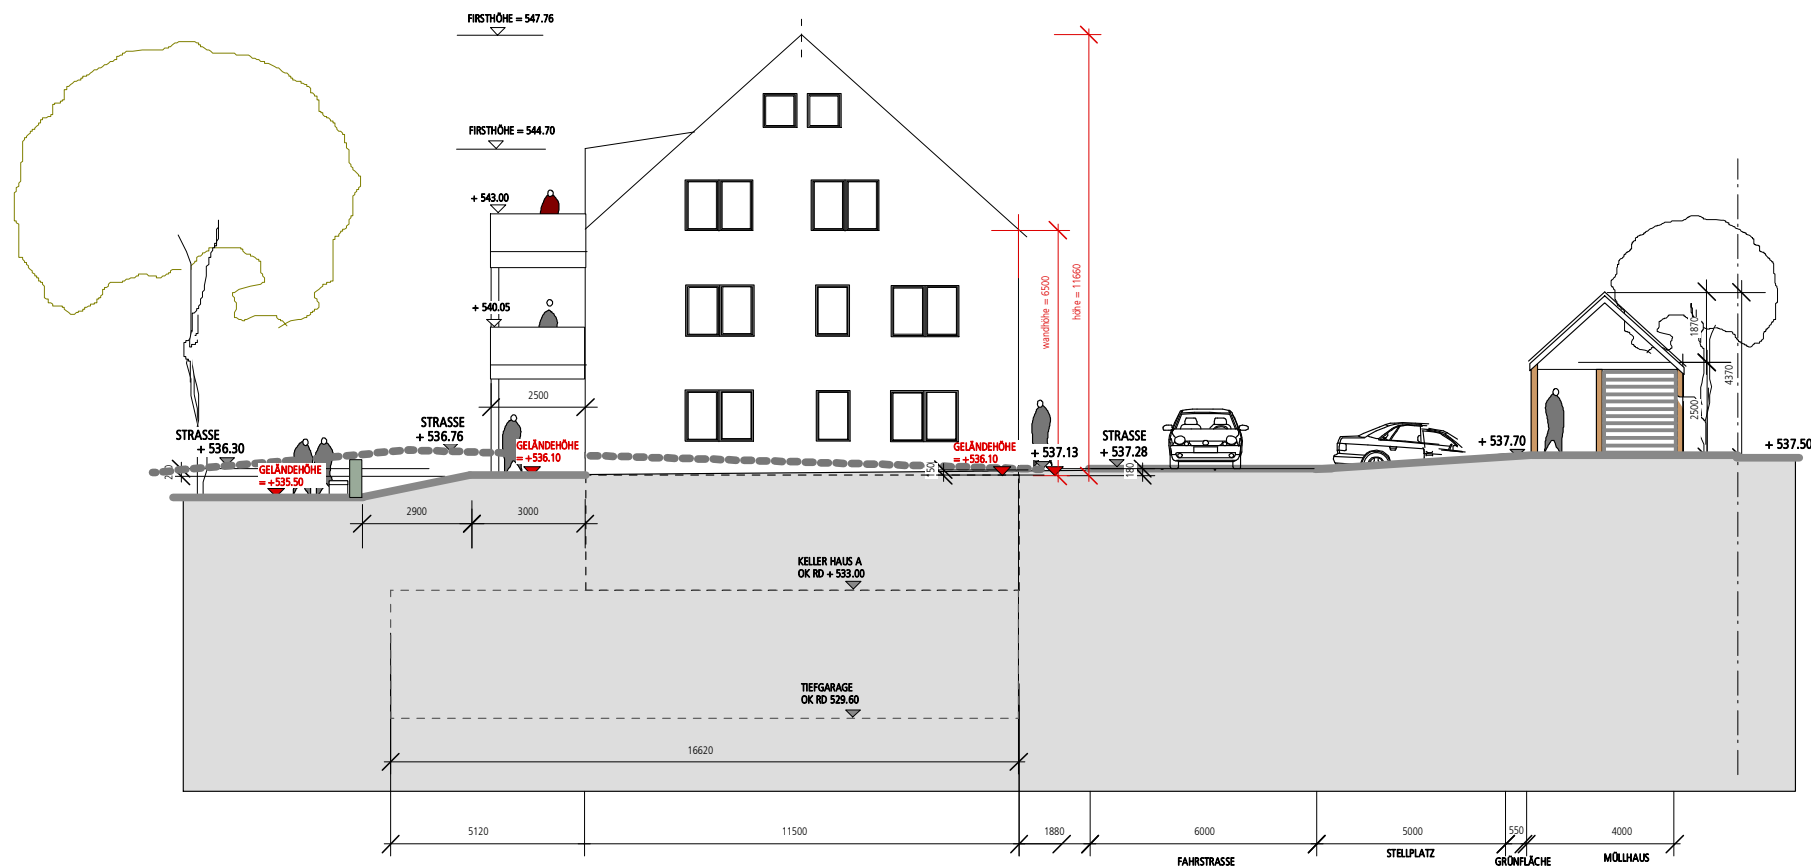 FIRSTHÖHE = 547.76
FIRSTHÖHE = 544.70
+ 543.00
+ 540.05
wandhöhe = 6500
höhe = 11660
1870
4370
2500
2500
STRASSE
+ 536.30
STRASSE
+ 536.76
GELÄNDEHÖHE
= +535.50
GELÄNDEHÖHE
= +536.10
GELÄNDEHÖHE
= +536.10
+ 537.13
STRASSE
+ 537.28
+ 537.70
+ 537.50
150
180
2900
3000
KELLER HAUS A
OK RD + 533.00
TIEFGARAGE
OK RD 529.60
16620
5120
11500
1880
6000
5000
550
4000
FAHRSTRASSE
STELLPLATZ
GRÜNFLÄCHE
MÜLLHAUS